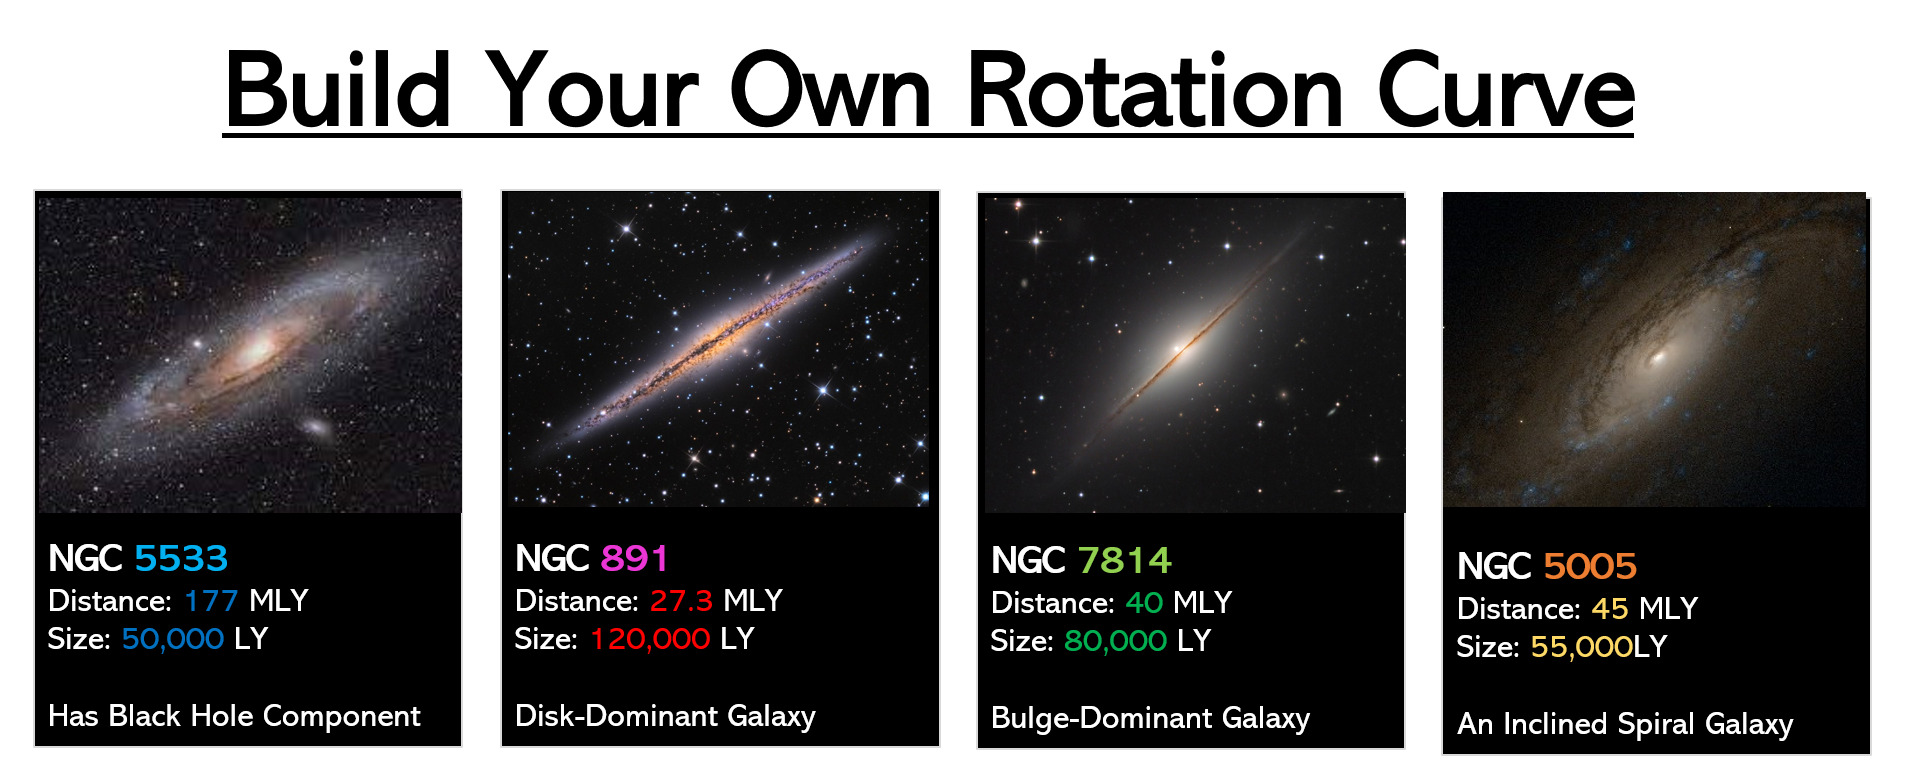 Build Your Own Rotation Curve
NGC 5533
Distance: 177 MLY
Size: 50,000 LY
Has Black Hole Component
NGC 891
Distance: 27.3 MLY
Size: 120,000 LY
Disk-Dominant Galaxy
NGC 7814
Distance: 40 MLY
Size: 80,000 LY
Bulge-Dominant Galaxy
NGC 5005
Distance: 45 MLY
Size: 55,000LY
An Inclined Spiral Galaxy